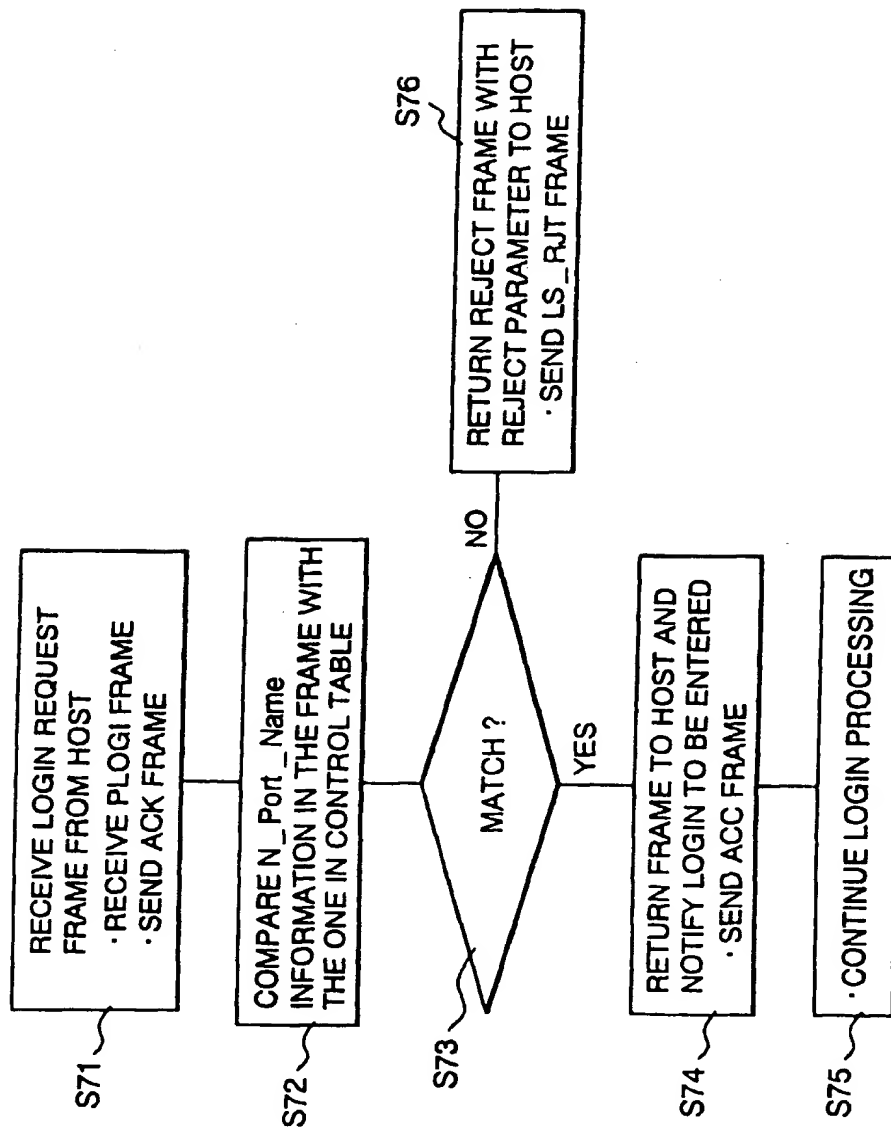 S71
RECEIVE LOGIN REQUEST
FRAME FROM HOST
· RECEIVE PLOGI FRAME
· SEND ACK FRAME
S72
COMPARE N_Port_Name
INFORMATION IN THE FRAME WITH
THE ONE IN CONTROL TABLE
S73
MATCH ?
NO
YES
S76
RETURN REJECT FRAME WITH
REJECT PARAMETER TO HOST
· SEND LS_RJT FRAME
S74
RETURN FRAME TO HOST AND
NOTIFY LOGIN TO BE ENTERED
· SEND ACC FRAME
S75
· CONTINUE LOGIN PROCESSING